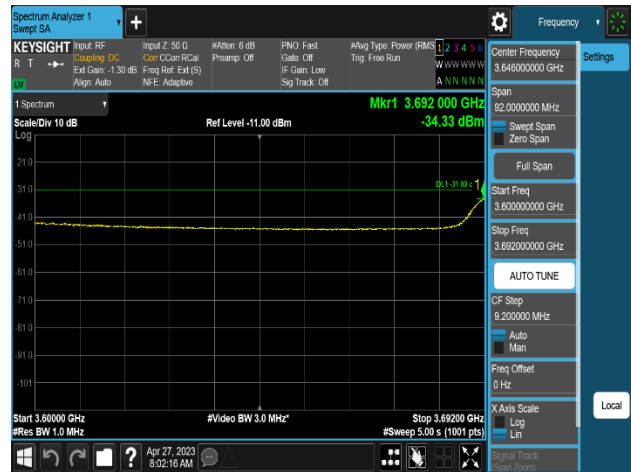 Spectrum Analyzer 1
Swept SA
Frequency
KEYSIGHT
R T
LXI
Input: RF
Coupling: DC
Ext Gain: -1.30 dB
Align: Auto
Input Z: 50 Ω
Corr CCorr RCal
Freq Ref: Ext (S)
NFE: Adaptive
#Atten: 6 dB
Preamp: Off
PNO: Fast
Gate: Off
IF Gain: Low
Sig Track: Off
#Avg Type: Power (RMS
Trig: Free Run
1 2 3 4 5 6
W W W W W W
A N N N N N
1 Spectrum
Mkr1 3.692 000 GHz
Scale/Div 10 dB
Ref Level -11.00 dBm
-34.33 dBm
Log
-21.0
-31.0
-41.0
-51.0
-61.0
-71.0
-81.0
-91.0
-101
DL1 -31.00
1
Start 3.60000 GHz
#Video BW 3.0 MHz*
Stop 3.69200 GHz
#Res BW 1.0 MHz
#Sweep 5.00 s (1001 pts)
Apr 27, 2023
8:02:16 AM
Center Frequency
3.646000000 GHz
Settings
Span
92.0000000 MHz
Swept Span
Zero Span
Full Span
Start Freq
3.600000000 GHz
Stop Freq
3.692000000 GHz
AUTO TUNE
CF Step
9.200000 MHz
Auto
Man
Freq Offset
0 Hz
X Axis Scale
Log
Lin
Local
Signal Track
(Span Zoom)